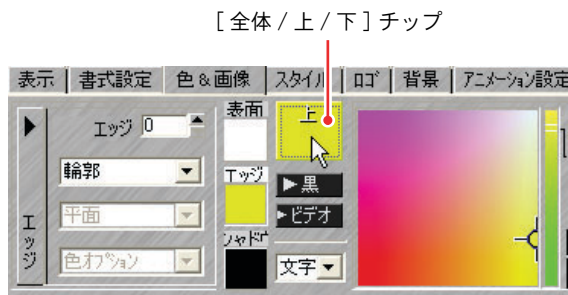 [全体/上/下]チップ
表示 書式設定 色&画像 スタイル ロゴ 背景 アニメーション設定
エッジ 0
表面
上
輪郭
エッジ
▶黒
平面
▶ビデオ
シャドウ
色オプション
文字
エッジ